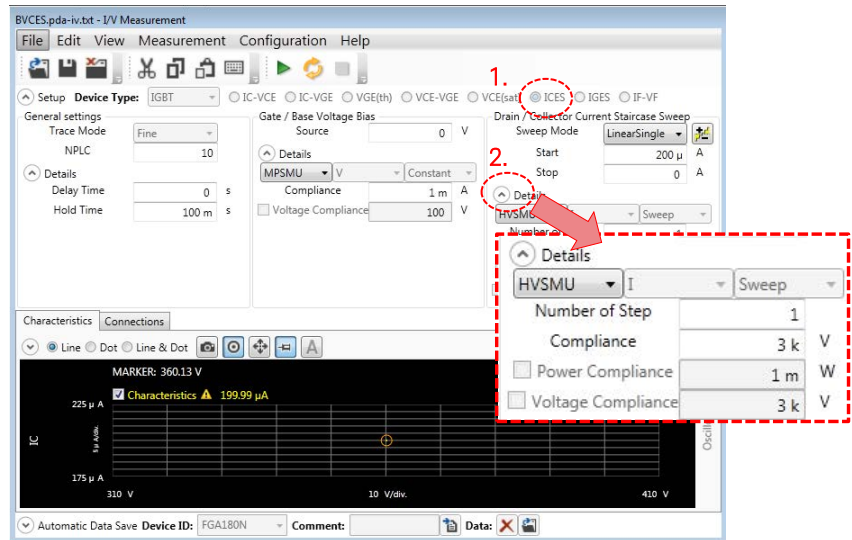 BVCES.pda-iv.txt - I/V Measurement
File Edit View Measurement Configuration Help
1.
Setup Device Type: IGBT IC-VCE IC-VGE VGE(th) VCE-VGE VCE(sat) ICES IGES IF-VF
General settings Gate / Base Voltage Bias Drain / Collector Current Staircase Sweep
Trace Mode Fine Source 0 V Sweep Mode LinearSingle
NPLC 10 Details Start 200 µ A
2.
Details MPSMU V Constant Stop 0 A
Delay Time 0 s Compliance 1 m A Details
Hold Time 100 m s Voltage Compliance 100 V HVSMU Sweep
Number of
Details
HVSMU I Sweep
Number of Step 1
Compliance 3 k V
Power Compliance 1 m W
Voltage Compliance 3 k V
Characteristics Connections
Line Dot Line & Dot A
MARKER: 360.13 V
Characteristics 199.99 µA
225 µ A
IC
5 µ A/div.
175 µ A
310 V 10 V/div. 410 V
Automatic Data Save Device ID: FGA180N Comment: Data: